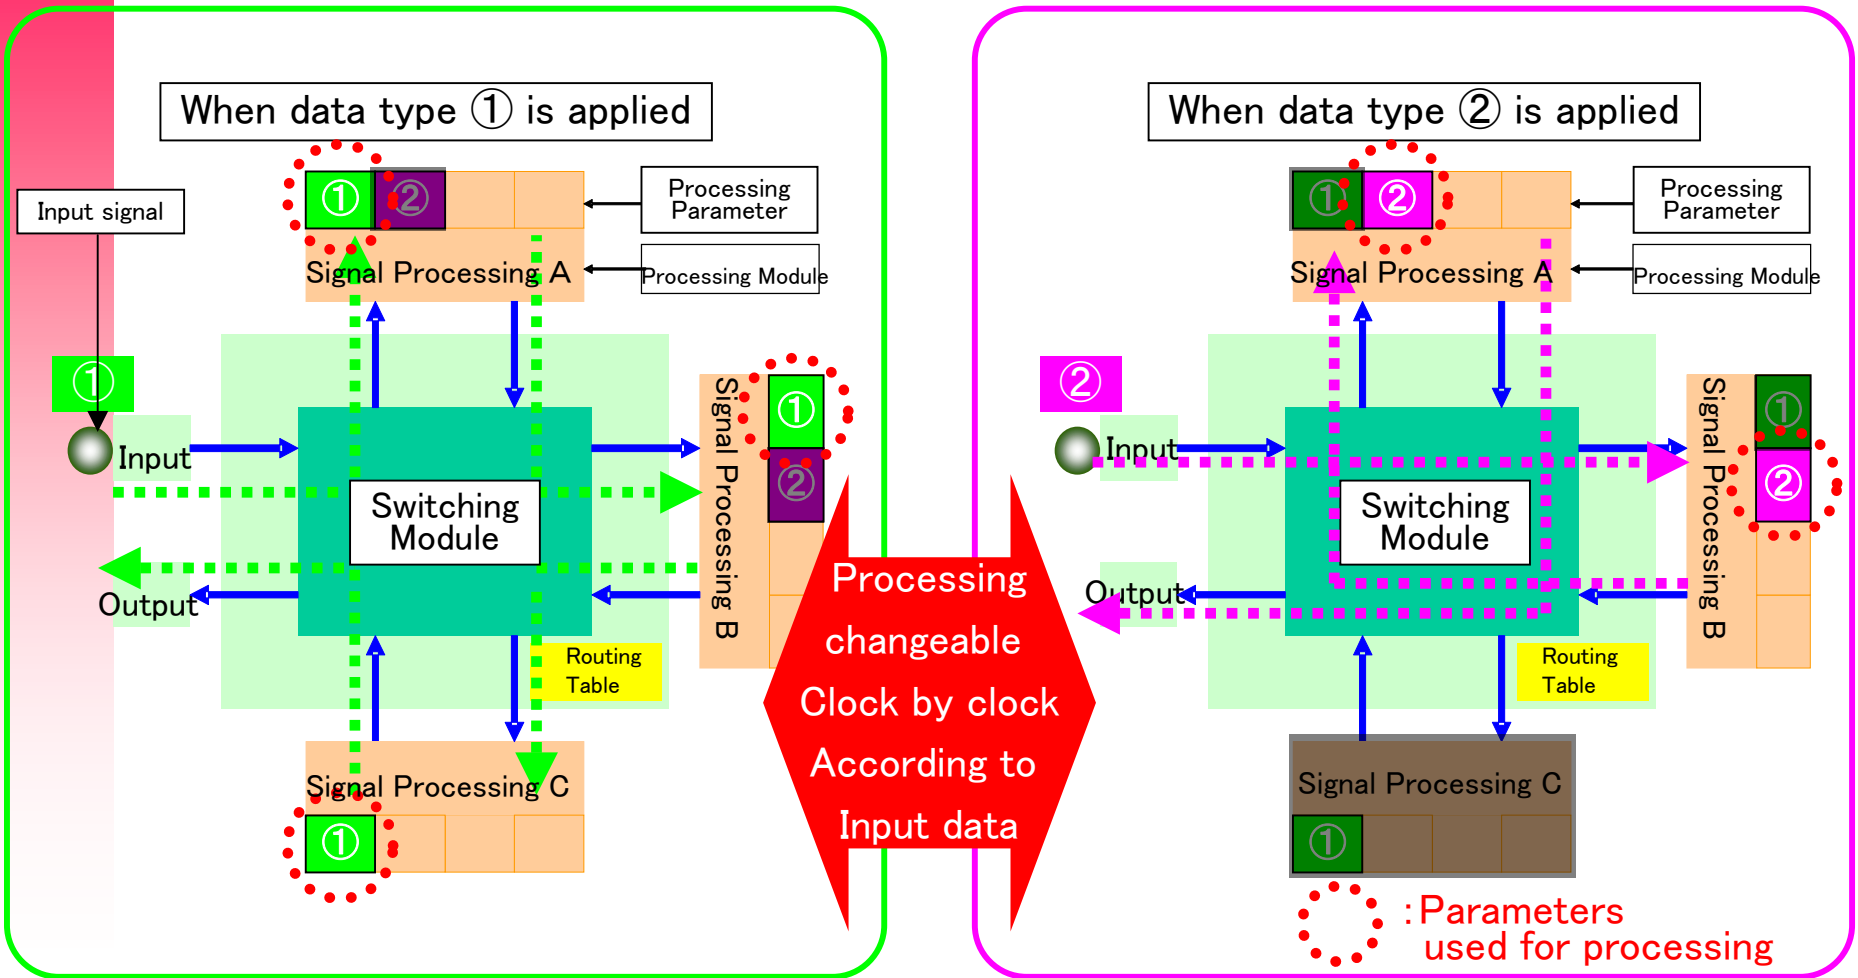 When data type ① is applied
Input signal
①
②
Processing
Parameter
Signal Processing A
Processing Module
①
Input
Switching
Module
Output
Signal Processing B
①
②
Routing
Table
Signal Processing C
①
Processing
changeable
Clock by clock
According to
Input data
When data type ② is applied
①
②
Processing
Parameter
Signal Processing A
Processing Module
②
Input
Switching
Module
Output
Signal Processing B
①
②
Routing
Table
Signal Processing C
①
:Parameters
used for processing